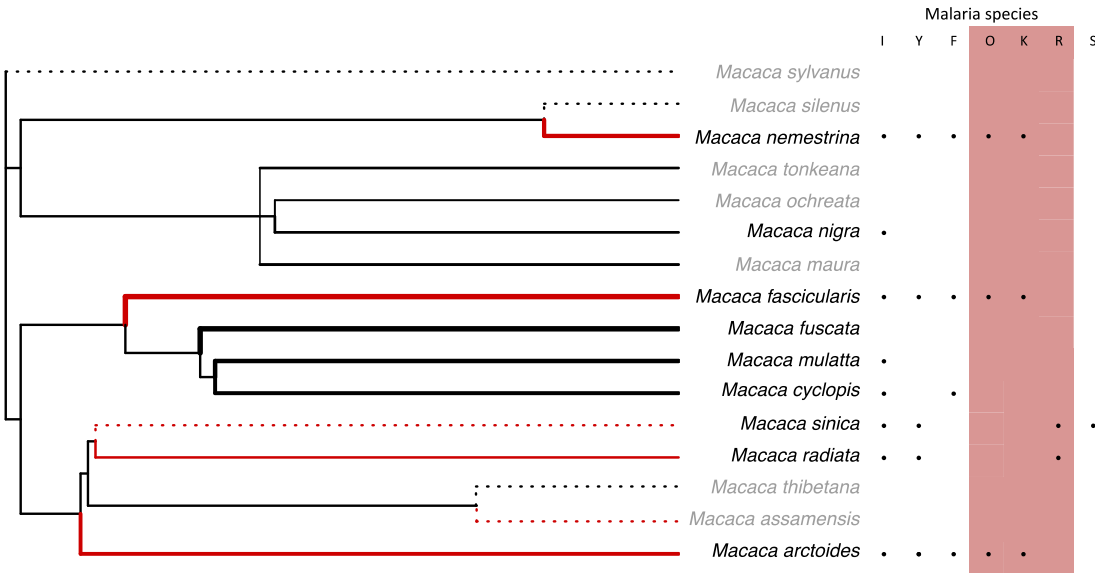 Malaria species
I Y F O K R S
Macaca sylvanus
Macaca silenus
Macaca nemestrina
Macaca tonkeana
Macaca ochreata
Macaca nigra
Macaca maura
Macaca fascicularis
Macaca fuscata
Macaca mulatta
Macaca cyclopis
Macaca sinica
Macaca radiata
Macaca thibetana
Macaca assamensis
Macaca arctoides